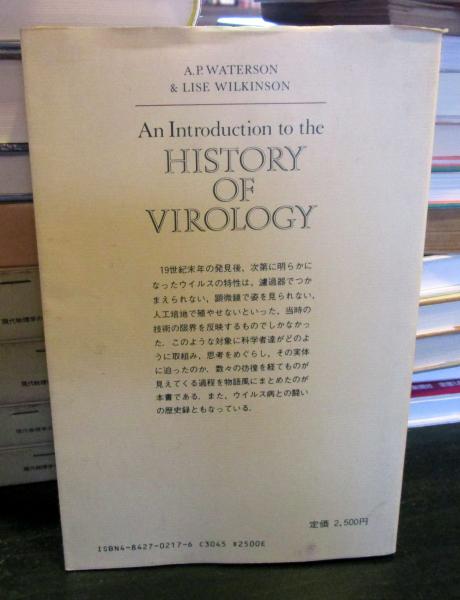 A.P. WATERSON
& LISE WILKINSON
An Introduction to the
HISTORY
OF
VIROLOGY
19世紀末年の発見後、次第に明らかに
なったウイルスの特性は、濾過器でつか
まえられない、顕微鏡で姿を見られない、
人工培地で殖やせないといった、当時の
技術の限界を反映するものでしかなかっ
た。このような対象に科学者達がどのよ
うに取組み、思考をめぐらし、その実体
に迫ったのか、数々の彷徨を経てものが
見えてくる過程を物語風にまとめたのが
本書である。また、ウイルス病との闘い
の歴史録ともなっている。
定価 2,500円
ISBN4-8427-0217-6 C3045 ¥2500E
現代物理学の